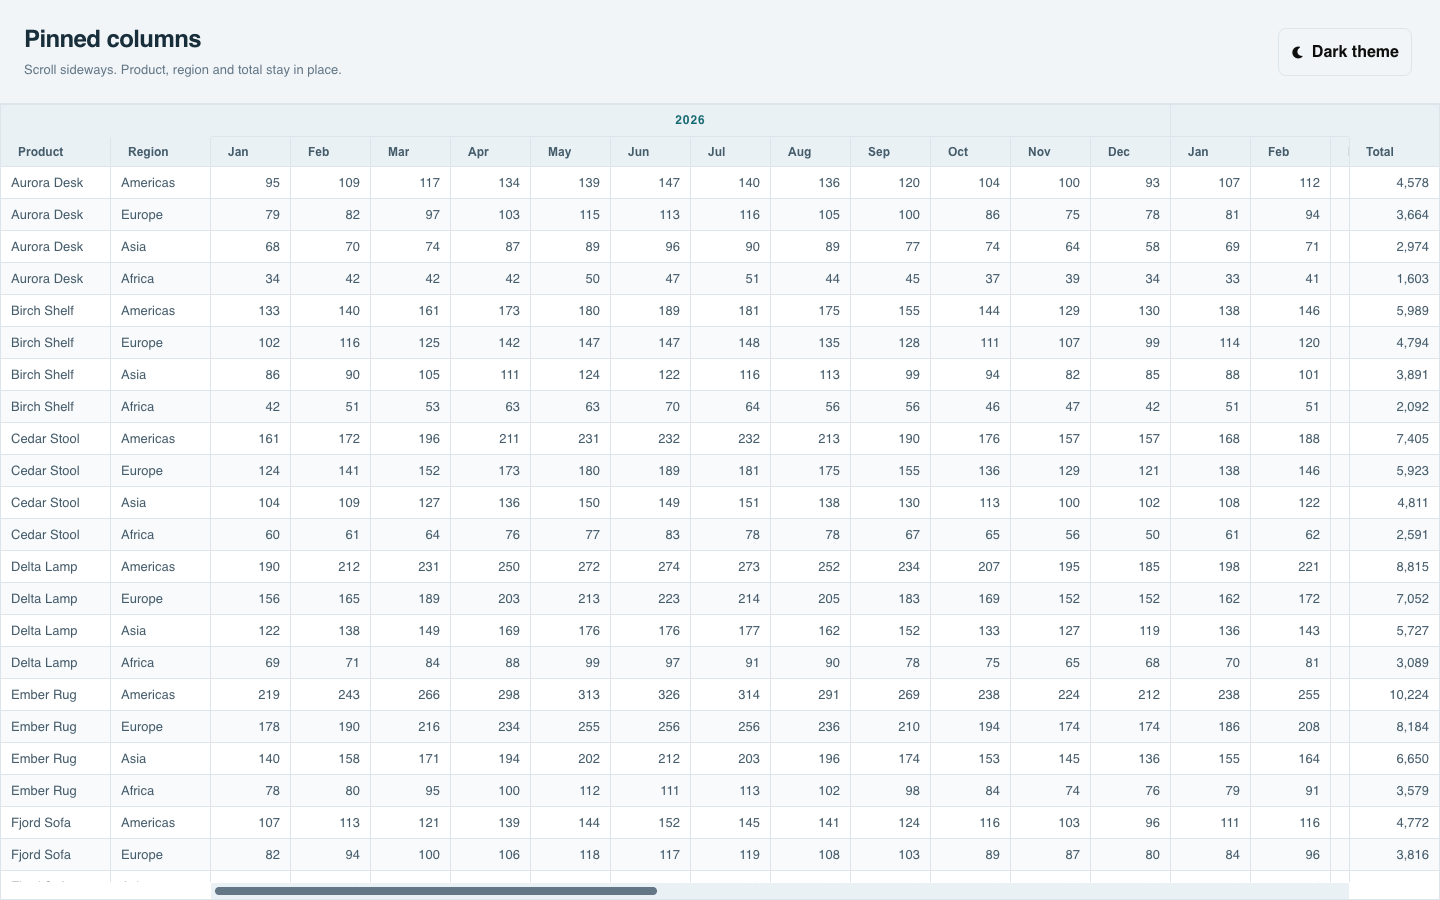 Pinned columns
Scroll sideways. Product, region and total stay in place.
Dark theme
2026
Product Region Jan Feb Mar Apr May Jun Jul Aug Sep Oct Nov Dec Jan Feb Total
Aurora Desk Americas 95 109 117 134 139 147 140 136 120 104 100 93 107 112 4,578
Aurora Desk Europe 79 82 97 103 115 113 116 105 100 86 75 78 81 94 3,664
Aurora Desk Asia 68 70 74 87 89 96 90 89 77 74 64 58 69 71 2,974
Aurora Desk Africa 34 42 42 42 50 47 51 44 45 37 39 34 33 41 1,603
Birch Shelf Americas 133 140 161 173 180 189 181 175 155 144 129 130 138 146 5,989
Birch Shelf Europe 102 116 125 142 147 147 148 135 128 111 107 99 114 120 4,794
Birch Shelf Asia 86 90 105 111 124 122 116 113 99 94 82 85 88 101 3,891
Birch Shelf Africa 42 51 53 63 63 70 64 56 56 46 47 42 51 51 2,092
Cedar Stool Americas 161 172 196 211 231 232 232 213 190 176 157 157 168 188 7,405
Cedar Stool Europe 124 141 152 173 180 189 181 175 155 136 129 121 138 146 5,923
Cedar Stool Asia 104 109 127 136 150 149 151 138 130 113 100 102 108 122 4,811
Cedar Stool Africa 60 61 64 76 77 83 78 78 67 65 56 50 61 62 2,591
Delta Lamp Americas 190 212 231 250 272 274 273 252 234 207 195 185 198 221 8,815
Delta Lamp Europe 156 165 189 203 213 223 214 205 183 169 152 152 162 172 7,052
Delta Lamp Asia 122 138 149 169 176 176 177 162 152 133 127 119 136 143 5,727
Delta Lamp Africa 69 71 84 88 99 97 91 90 78 75 65 68 70 81 3,089
Ember Rug Americas 219 243 266 298 313 326 314 291 269 238 224 212 238 255 10,224
Ember Rug Europe 178 190 216 234 255 256 256 236 210 194 174 174 186 208 8,184
Ember Rug Asia 140 158 171 194 202 212 203 196 174 153 145 136 155 164 6,650
Ember Rug Africa 78 80 95 100 112 111 113 102 98 84 74 76 79 91 3,579
Fjord Sofa Americas 107 113 121 139 144 152 145 141 124 116 103 96 111 116 4,772
Fjord Sofa Europe 82 94 100 106 118 117 119 108 103 89 87 80 84 96 3,816